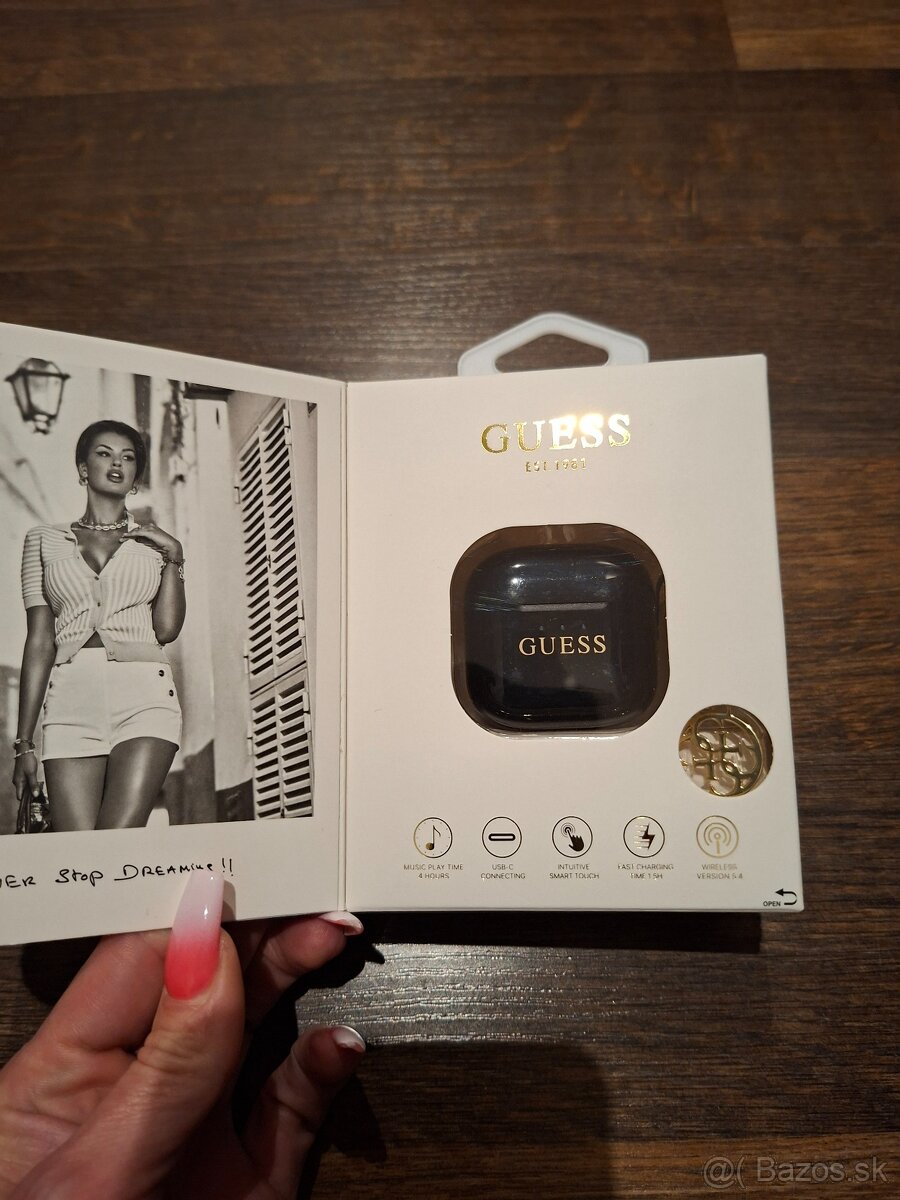 GUESS
EST. 1981
GUESS
MUSIC PLAY TIME
4 HOURS
USB-C
CONNECTING
INTUITIVE
SMART TOUCH
FAST CHARGING
TIME 1.5H
WIRELESS
VERSION 5.4
OPEN
Stop DREAMING!!
@( Bazos.sk